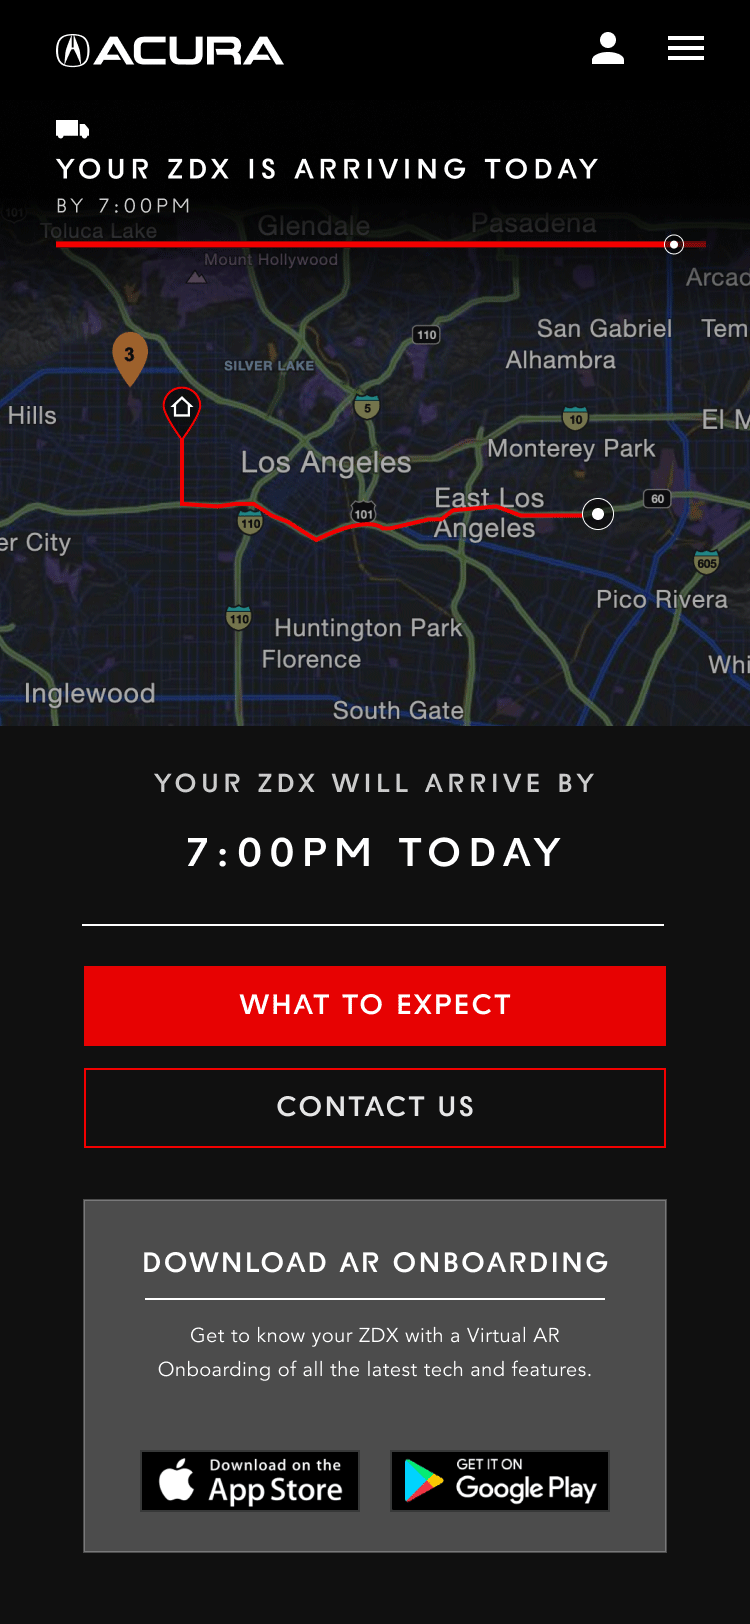 ACURA
YOUR ZDX IS ARRIVING TODAY
BY 7:00PM
101
Toluca Lake
Glendale
Pasadena
Mount Hollywood
Arcad
110
San Gabriel
Tem
Alhambra
3
SILVER LAKE
5
Hills
10
El M
Monterey Park
Los Angeles
East Los
Angeles
60
101
110
er City
605
Pico Rivera
110
Huntington Park
Florence
Whi
Inglewood
South Gate
YOUR ZDX WILL ARRIVE BY
7:00PM TODAY
WHAT TO EXPECT
CONTACT US
DOWNLOAD AR ONBOARDING
Get to know your ZDX with a Virtual AR
Onboarding of all the latest tech and features.
Download on the
App Store
GET IT ON
Google Play